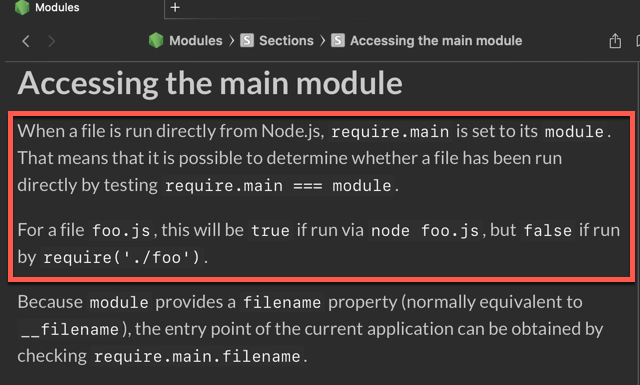 Modules
+
Modules > S Sections > S Accessing the main module
Accessing the main module
When a file is run directly from Node.js, require.main is set to its module.
That means that it is possible to determine whether a file has been run
directly by testing require.main === module.
For a file foo.js, this will be true if run via node foo.js, but false if run
by require('./foo').
Because module provides a filename property (normally equivalent to
__filename), the entry point of the current application can be obtained by
checking require.main.filename.